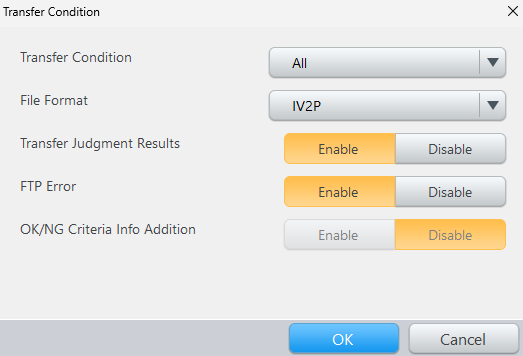 Transfer Condition
Transfer Condition All
File Format IV2P
Transfer Judgment Results Enable Disable
FTP Error Enable Disable
OK/NG Criteria Info Addition Enable Disable
OK Cancel